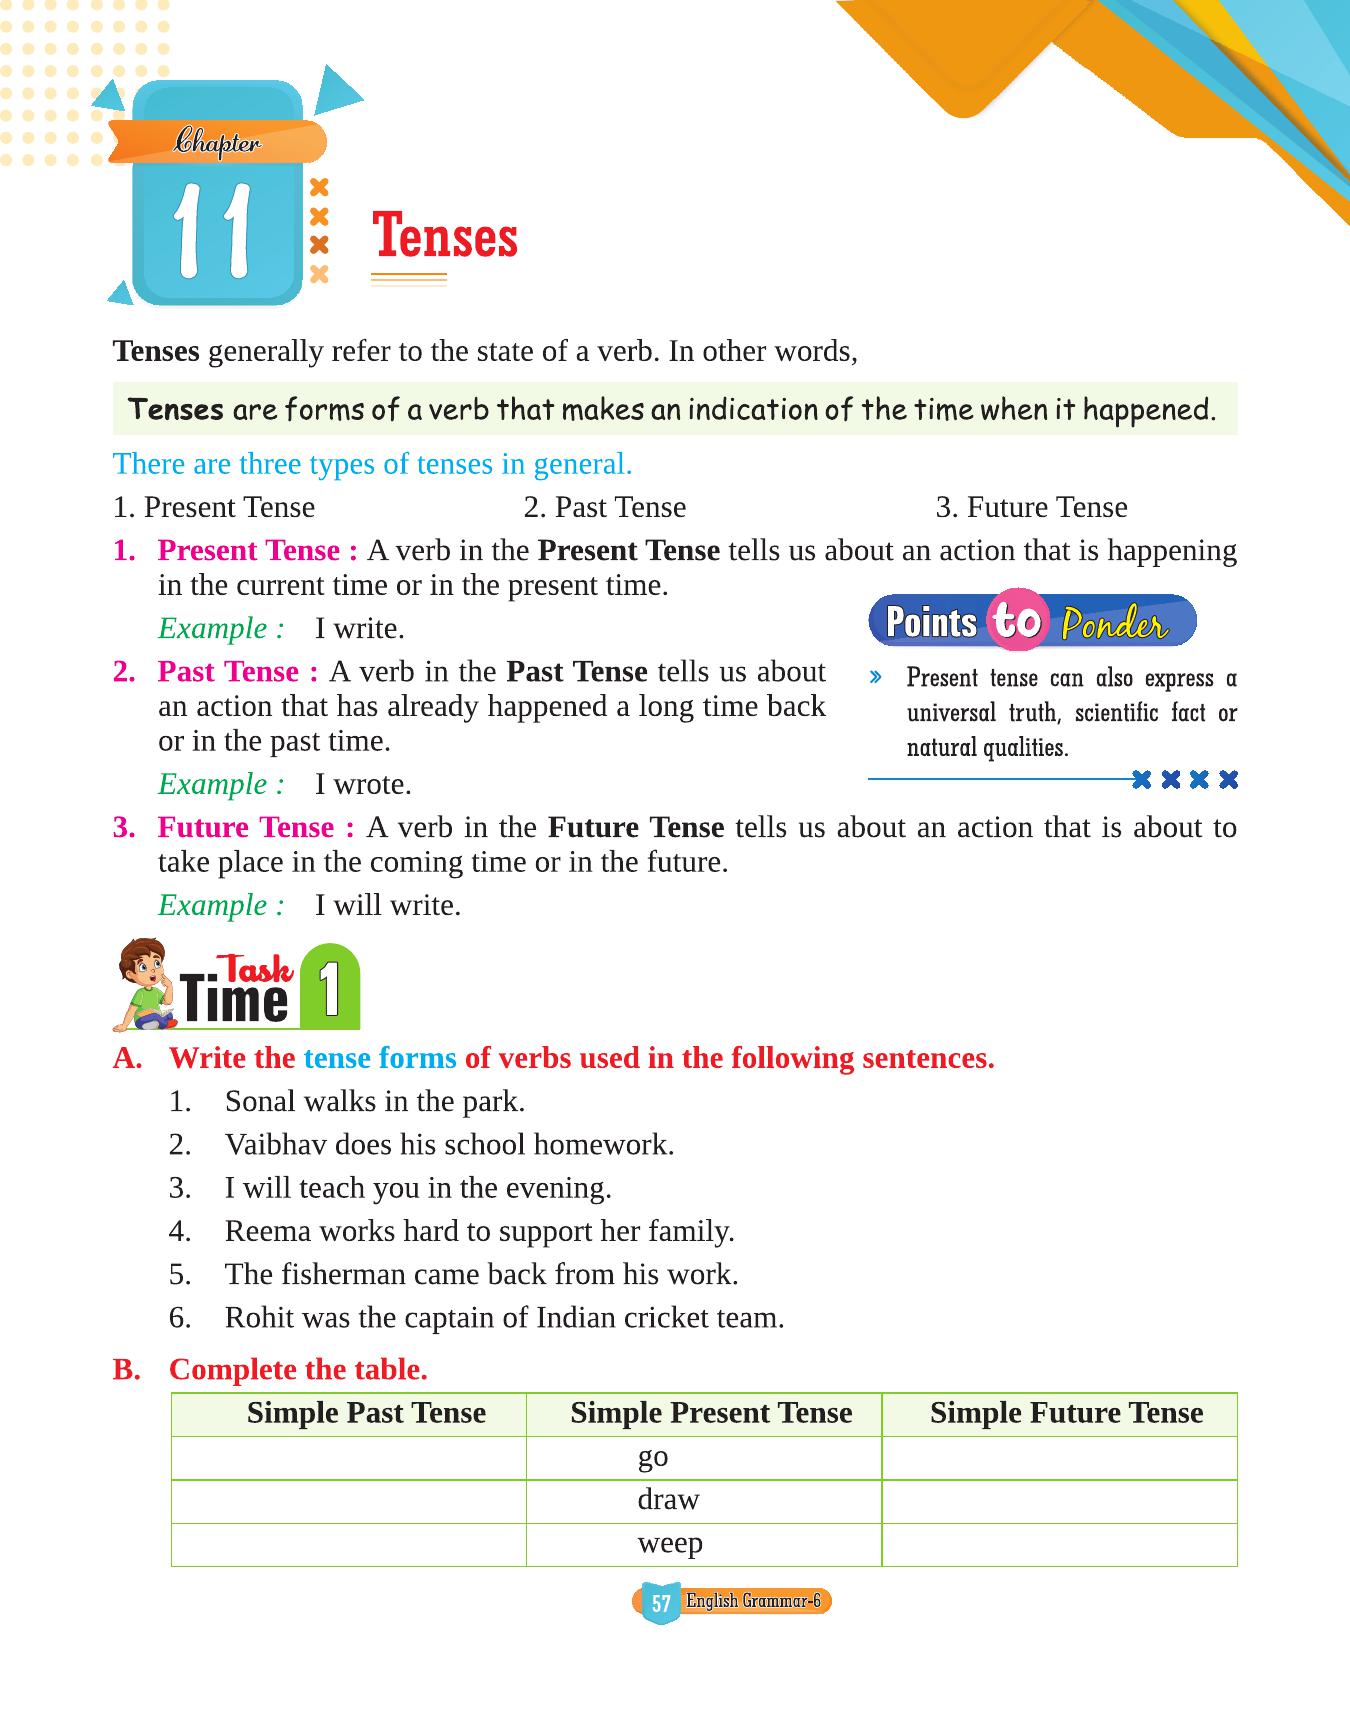 Chapter
11
Tenses
Tenses generally refer to the state of a verb. In other words,
Tenses are forms of a verb that makes an indication of the time when it happened.
There are three types of tenses in general.
1. Present Tense 2. Past Tense 3. Future Tense
1. Present Tense : A verb in the Present Tense tells us about an action that is happening
in the current time or in the present time.
Example : I write.
2. Past Tense : A verb in the Past Tense tells us about
an action that has already happened a long time back
or in the past time.
Example : I wrote.
Points to Ponder
» Present tense can also express a
universal truth, scientific fact or
natural qualities.
3. Future Tense : A verb in the Future Tense tells us about an action that is about to
take place in the coming time or in the future.
Example : I will write.
Task
Time 1
A. Write the tense forms of verbs used in the following sentences.
1. Sonal walks in the park.
2. Vaibhav does his school homework.
3. I will teach you in the evening.
4. Reema works hard to support her family.
5. The fisherman came back from his work.
6. Rohit was the captain of Indian cricket team.
B. Complete the table.
Simple Past Tense Simple Present Tense Simple Future Tense
go
draw
weep
57 English Grammar-6